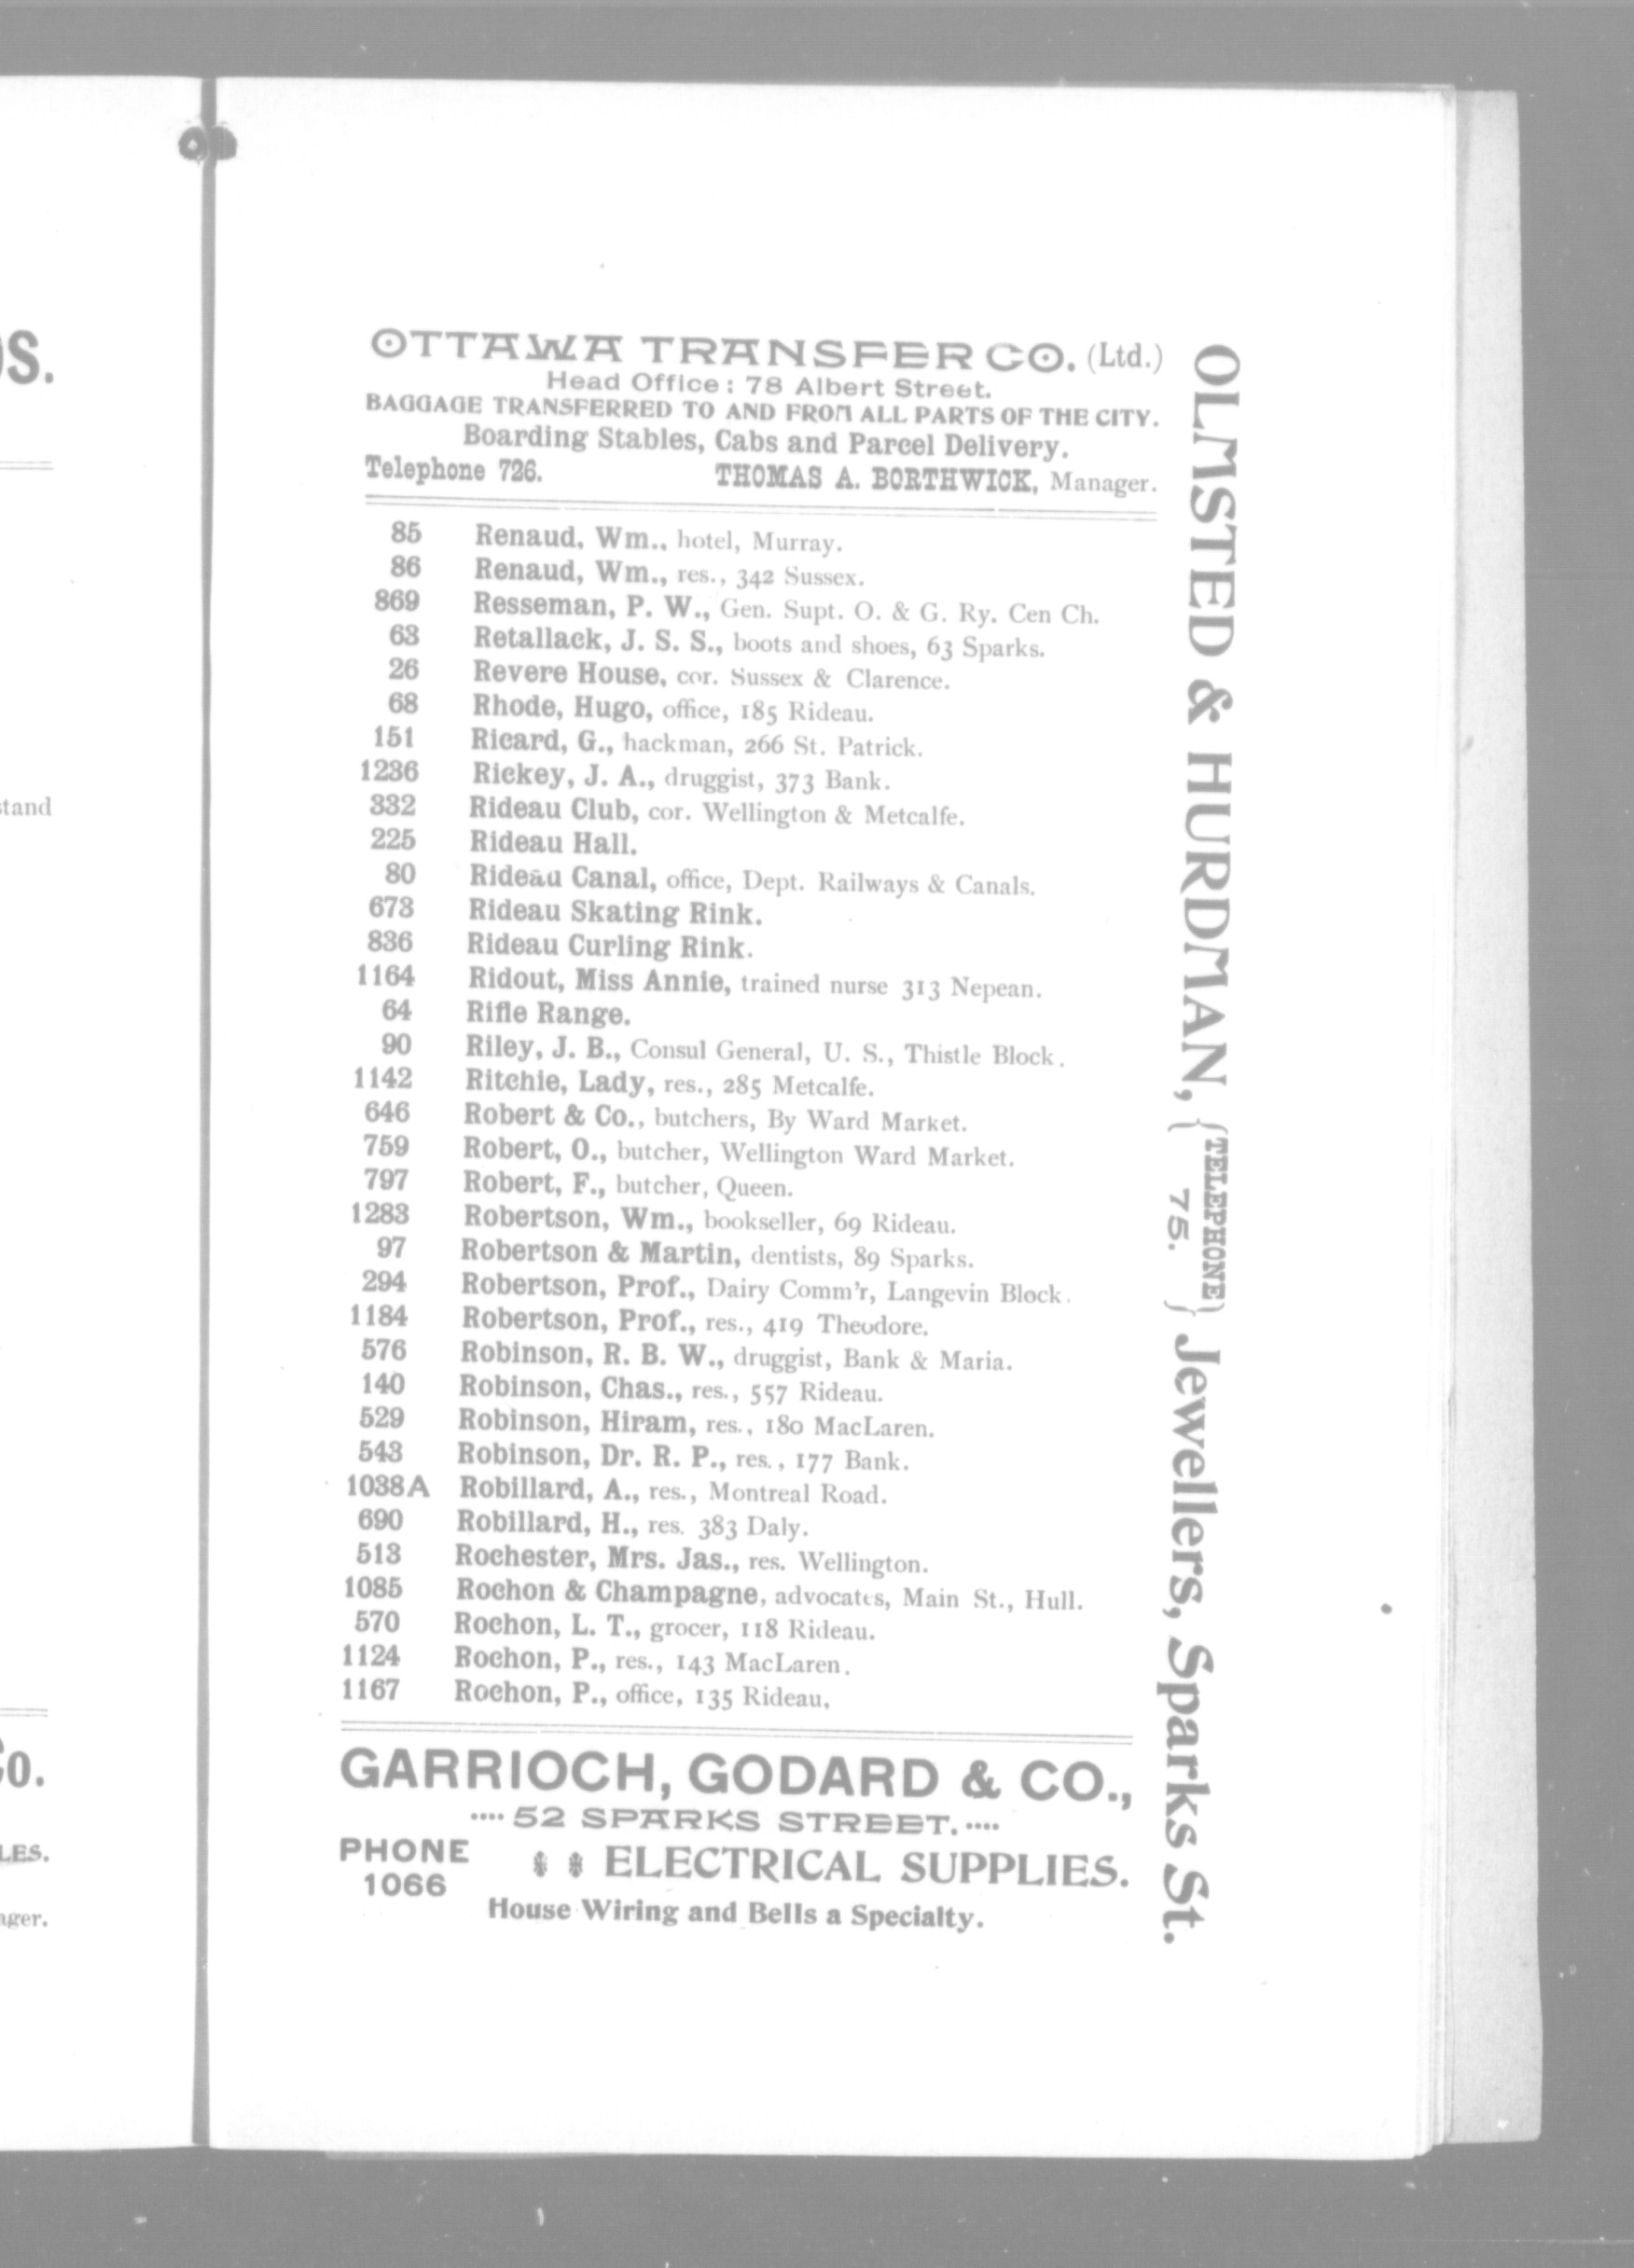 OTTAWA TRANSFER CO. (Ltd.)
Head Office: 78 Albert Street.
BAGGAGE TRANSFERRED TO AND FROM ALL PARTS OF THE CITY.
Boarding Stables, Cabs and Parcel Delivery.
Telephone 726. THOMAS A. BORTHWICK, Manager.
85 Renaud, Wm., hotel, Murray.
86 Renaud, Wm., res., 342 Sussex.
869 Resseman, P. W., Gen. Supt. O. & G. Ry. Cen Ch.
63 Retallack, J. S. S., boots and shoes, 63 Sparks.
26 Revere House, cor. Sussex & Clarence.
68 Rhode, Hugo, office, 185 Rideau.
151 Ricard, G., hackman, 266 St. Patrick.
1236 Rickey, J. A., druggist, 373 Bank.
332 Rideau Club, cor. Wellington & Metcalfe.
225 Rideau Hall.
80 Rideau Canal, office, Dept. Railways & Canals.
673 Rideau Skating Rink.
836 Rideau Curling Rink.
1164 Ridout, Miss Annie, trained nurse 313 Nepean.
64 Rifle Range.
90 Riley, J. B., Consul General, U. S., Thistle Block.
1142 Ritchie, Lady, res., 285 Metcalfe.
646 Robert & Co., butchers, By Ward Market.
759 Robert, O., butcher, Wellington Ward Market.
797 Robert, F., butcher, Queen.
1283 Robertson, Wm., bookseller, 69 Rideau.
97 Robertson & Martin, dentists, 89 Sparks.
294 Robertson, Prof., Dairy Comm'r, Langevin Block.
1184 Robertson, Prof., res., 419 Theodore.
576 Robinson, R. B. W., druggist, Bank & Maria.
140 Robinson, Chas., res., 557 Rideau.
529 Robinson, Hiram, res., 180 MacLaren.
543 Robinson, Dr. R. P., res., 177 Bank.
1038A Robillard, A., res., Montreal Road.
690 Robillard, H., res. 383 Daly.
513 Rochester, Mrs. Jas., res. Wellington.
1085 Rochon & Champagne, advocates, Main St., Hull.
570 Rochon, L. T., grocer, 118 Rideau.
1124 Rochon, P., res., 143 MacLaren.
1167 Rochon, P., office, 135 Rideau,
GARRIOCH, GODARD & CO.,
52 SPARKS STREET.
PHONE 1066
ELECTRICAL SUPPLIES.
House Wiring and Bells a Specialty.
OLMSTED & HURDMAN, {TELEPHONE 75.} Jewellers, Sparks St.